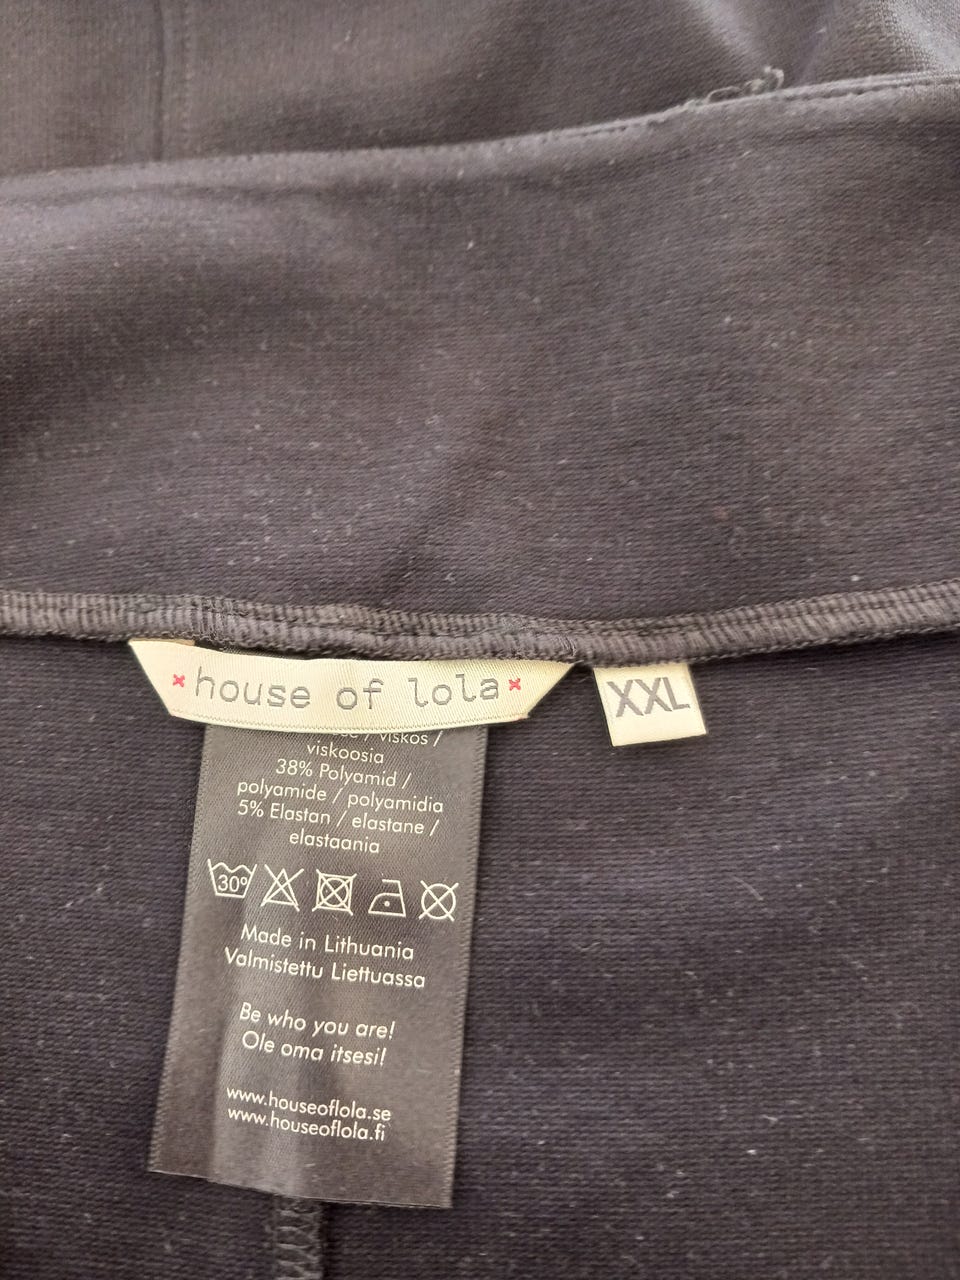 house of lola
XXL
/ viskos /
viskoosia
38% Polyamid /
polyamide / polyamidia
5% Elastan / elastane /
elastaania
30°
Made in Lithuania
Valmistettu Liettuassa
Be who you are!
Ole oma itsesi!
www.houseoflola.se
www.houseoflola.fi